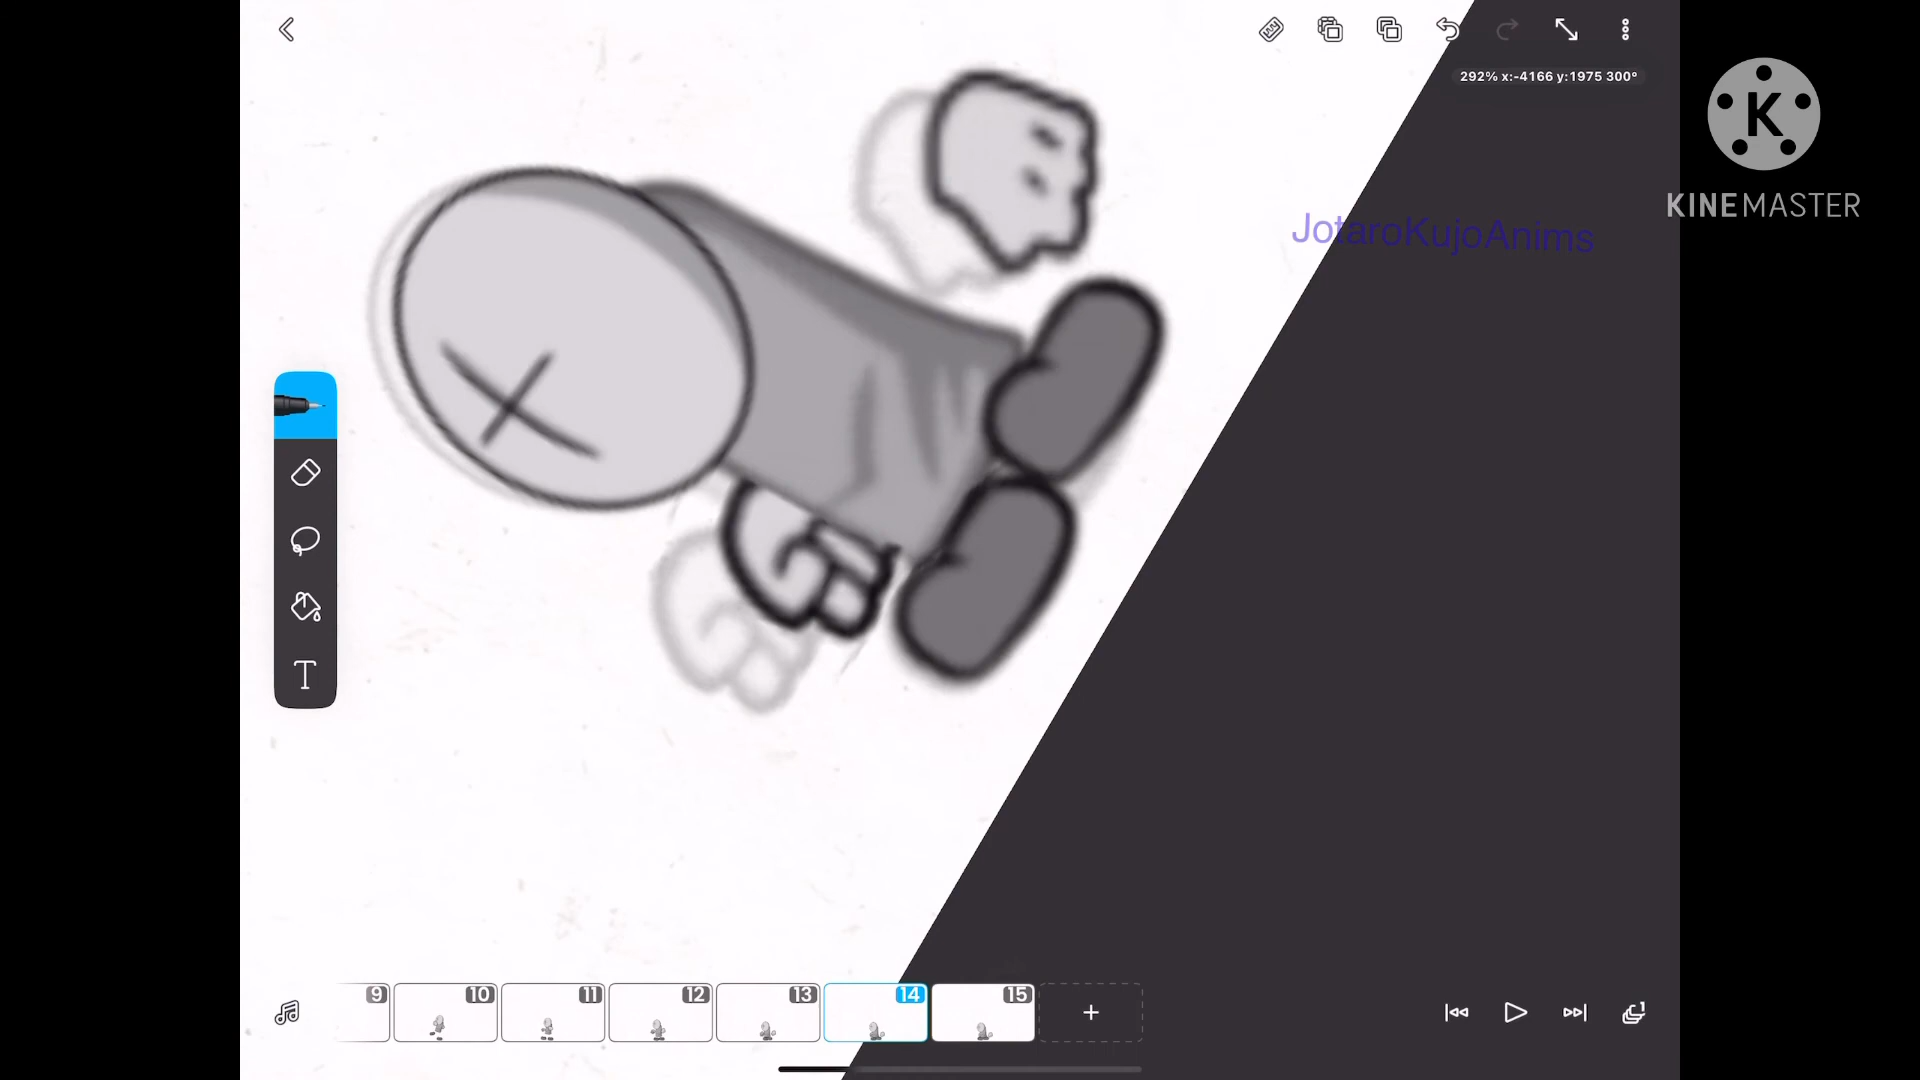 292% x:-4166 y:1975 300°
K
KINEMASTER
JotaroKujoAnims
T
9 10 11 12 13 14 15 +